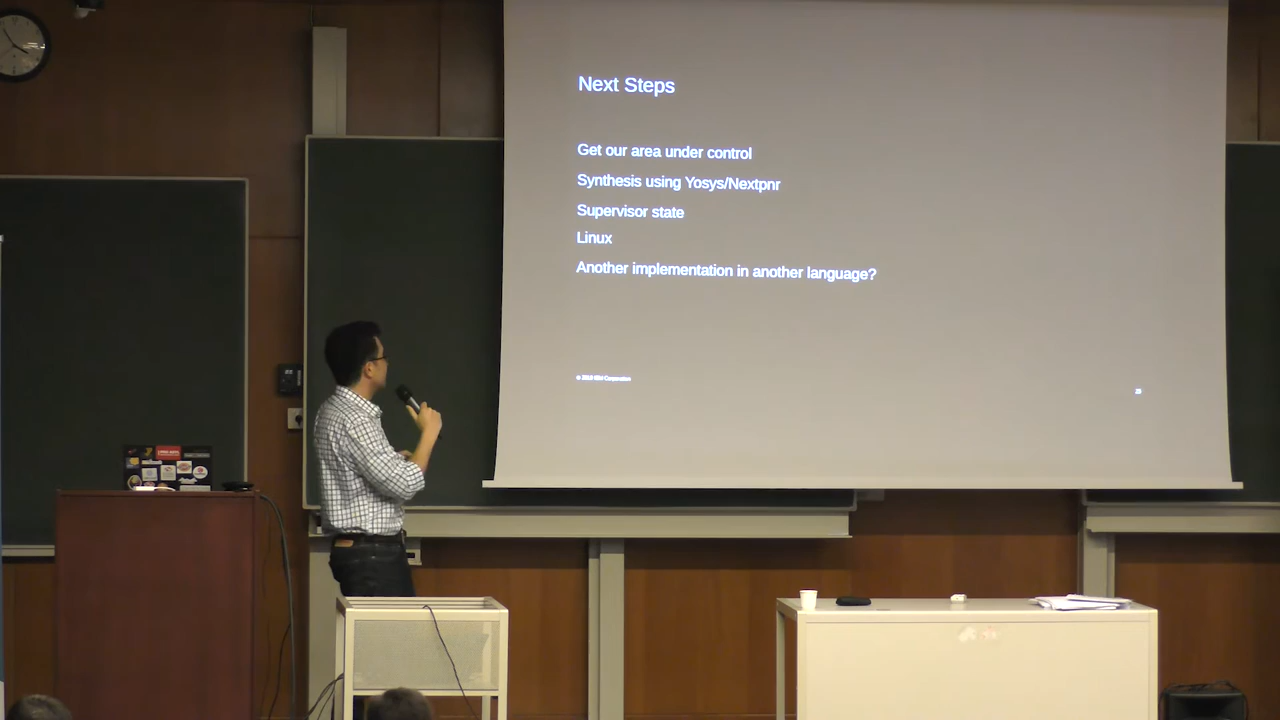 Next Steps
Get our area under control
Synthesis using Yosys/Nextpnr
Supervisor state
Linux
Another implementation in another language?